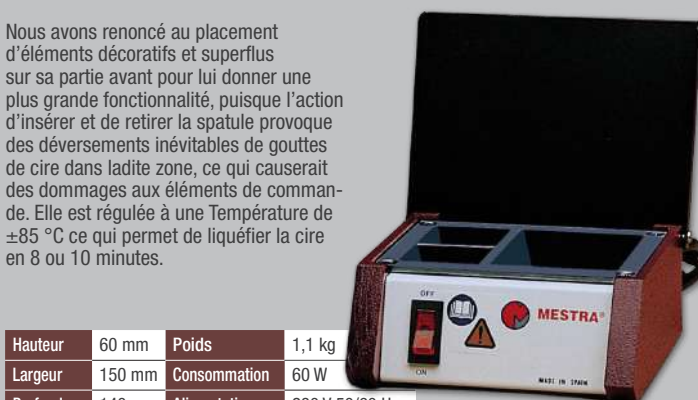 Nous avons renoncé au placement
d’éléments décoratifs et superflus
sur sa partie avant pour lui donner une
plus grande fonctionnalité, puisque l’action
d’insérer et de retirer la spatule provoque
des déversements inévitables de gouttes
de cire dans ladite zone, ce qui causerait
des dommages aux éléments de comman-
de. Elle est régulée à une Température de
±85 °C ce qui permet de liquéfier la cire
en 8 ou 10 minutes.
OFF
MESTRA®
ON
MADE IN SPAIN
Hauteur 60 mm Poids 1,1 kg
Largeur 150 mm Consommation 60 W